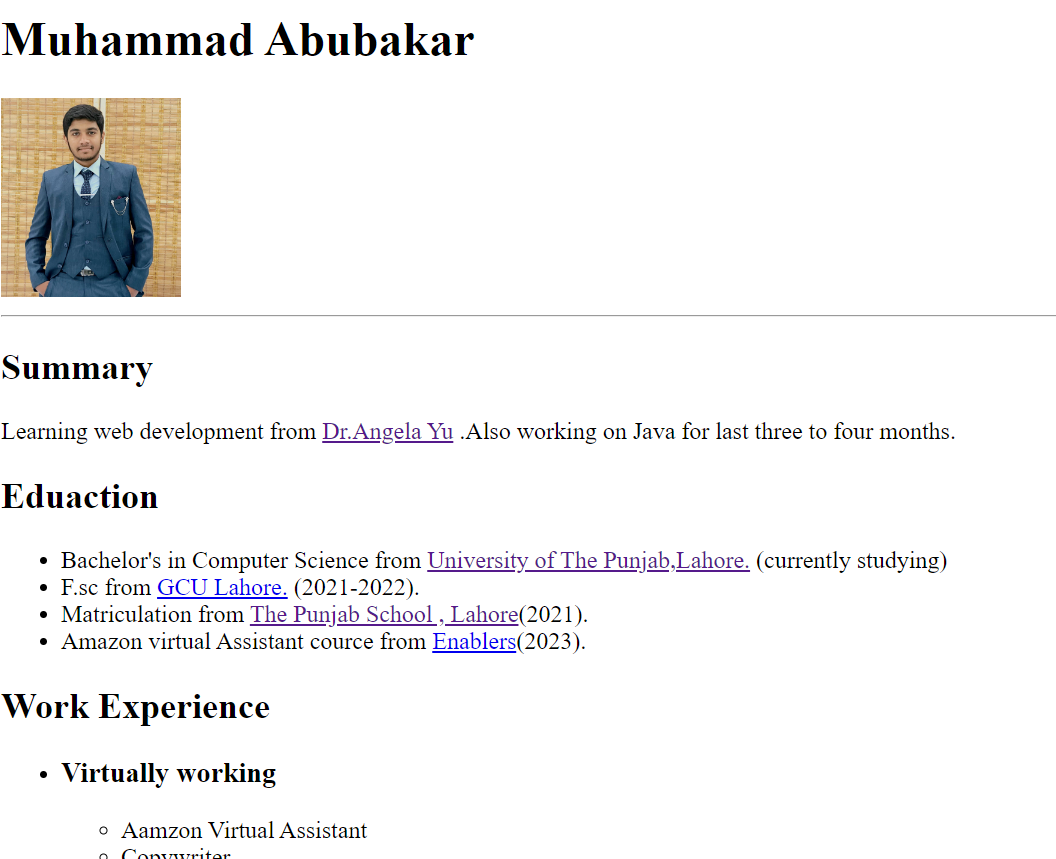 Muhammad Abubakar
Summary
Learning web development from Dr.Angela Yu .Also working on Java for last three to four months.
Eduaction
Bachelor's in Computer Science from University of The Punjab,Lahore. (currently studying)
F.sc from GCU Lahore. (2021-2022).
Matriculation from The Punjab School , Lahore(2021).
Amazon virtual Assistant cource from Enablers(2023).
Work Experience
Virtually working
Aamzon Virtual Assistant
Copywriter